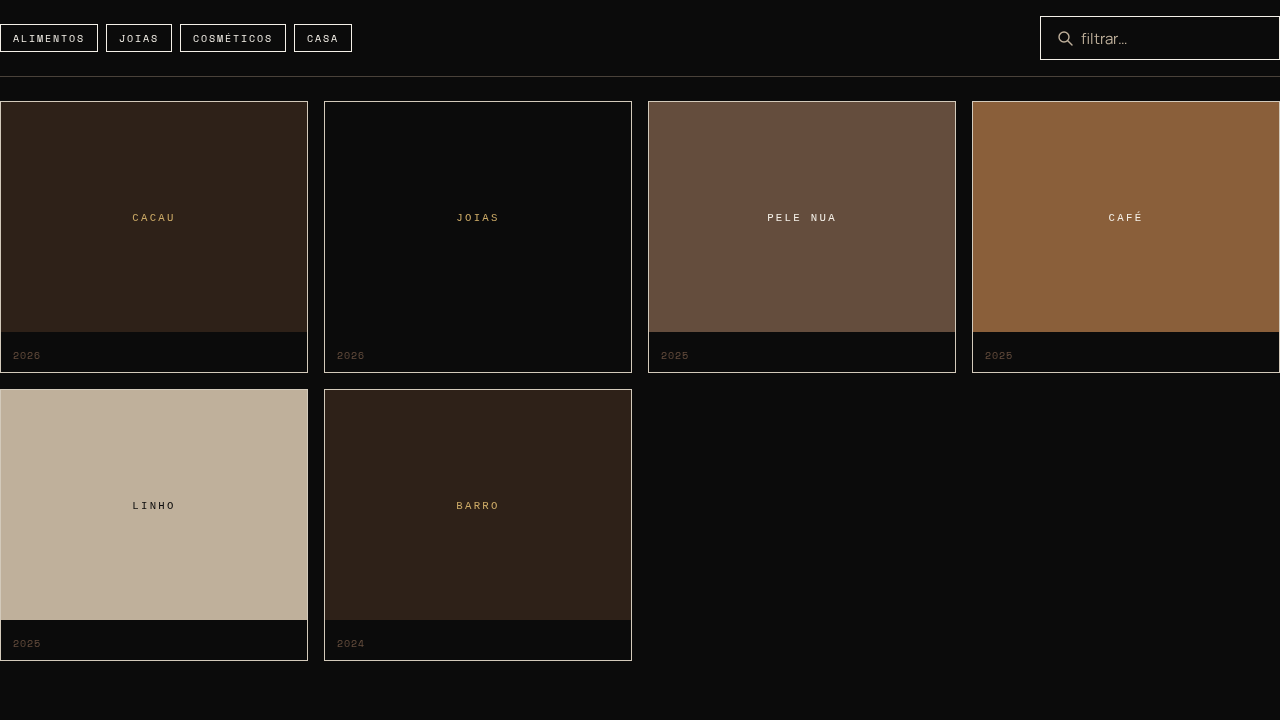 ALIMENTOS JOIAS COSMÉTICOS CASA filtrar...
CACAU JOIAS PELE NUA CAFÉ
2026 2026 2025 2025
LINHO BARRO
2025 2024